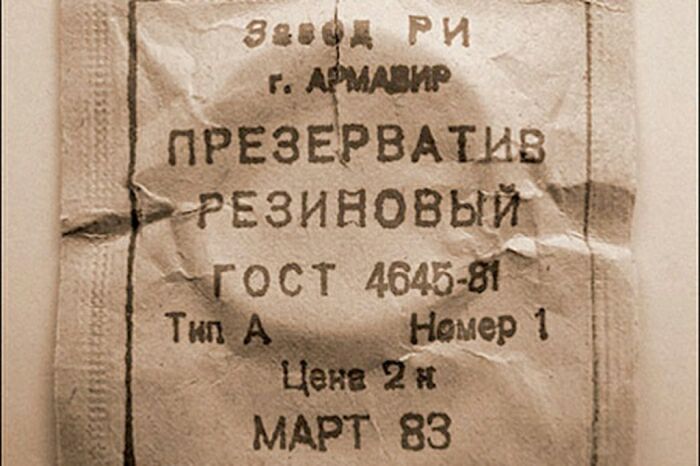 Завод РИ
г. АРМАВИР
ПРЕЗЕРВАТИВ
РЕЗИНОВЫЙ
ГОСТ 4645-81
Тип А Номер 1
Цена 2 к
МАРТ 83